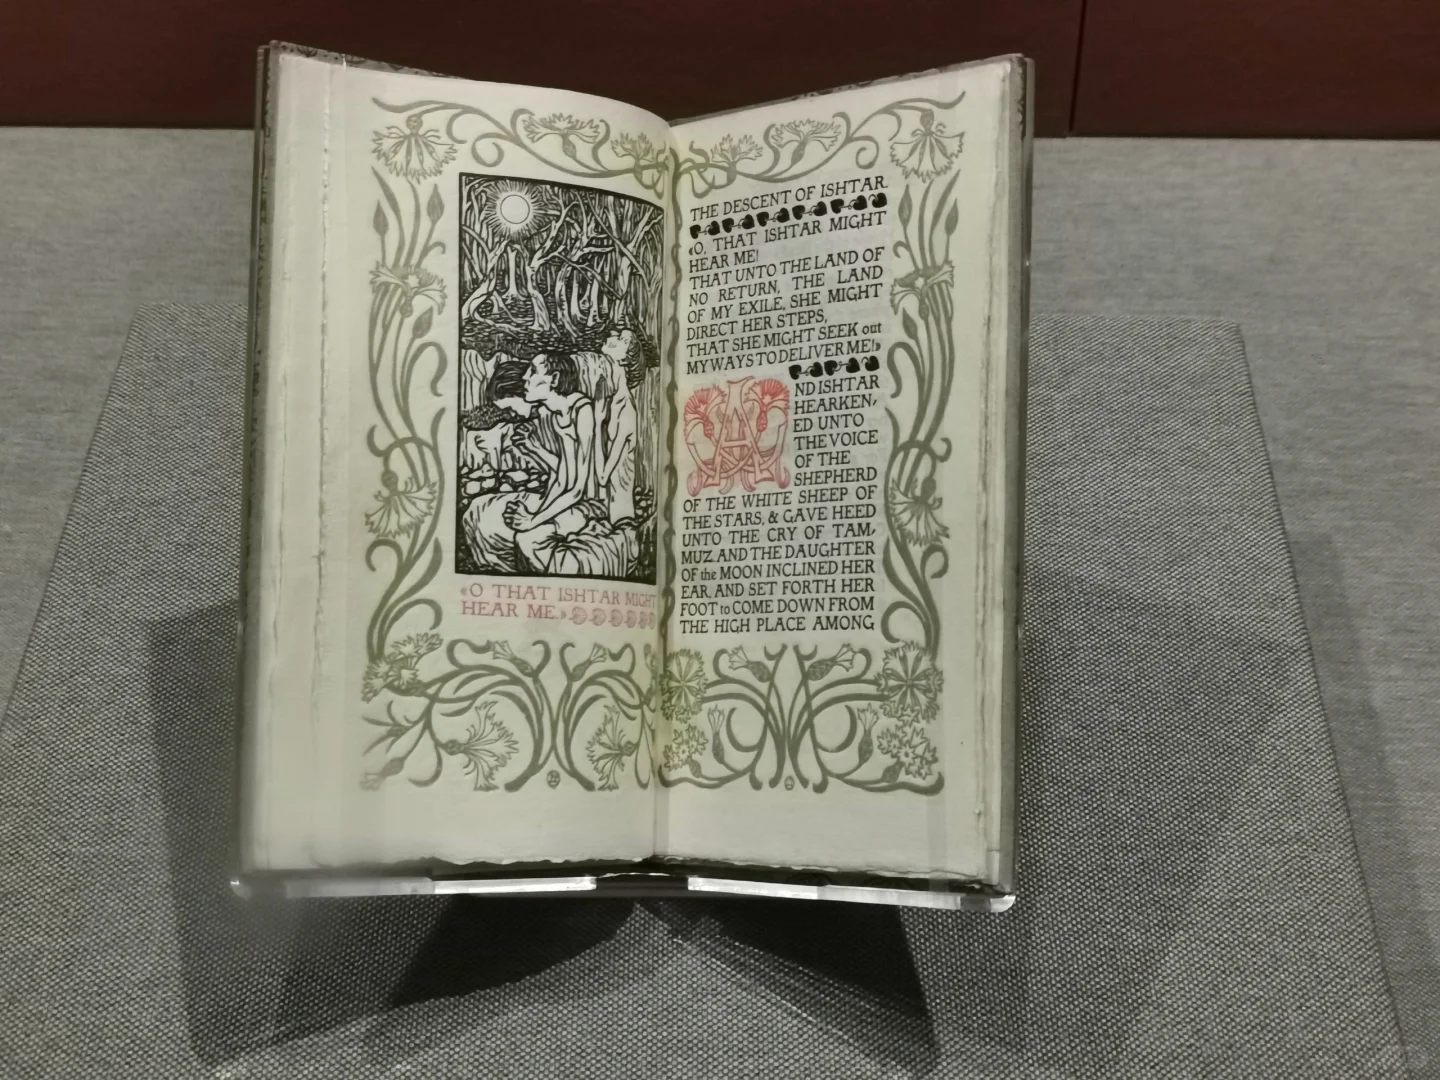 «O THAT ISHTAR MIGHT
HEAR ME.»
THE DESCENT OF ISHTAR.
«O, THAT ISHTAR MIGHT
HEAR ME!
THAT UNTO THE LAND OF
NO RETURN, THE LAND
OF MY EXILE, SHE MIGHT
DIRECT HER STEPS,
THAT SHE MIGHT SEEK out
MY WAYS TO DELIVER ME!»
AND ISHTAR
HEARKEN-
ED UNTO
THE VOICE
OF THE
SHEPHERD
OF THE WHITE SHEEP OF
THE STARS, & GAVE HEED
UNTO THE CRY OF TAM-
MUZ AND THE DAUGHTER
OF the MOON INCLINED HER
EAR, AND SET FORTH HER
FOOT to COME DOWN FROM
THE HIGH PLACE AMONG